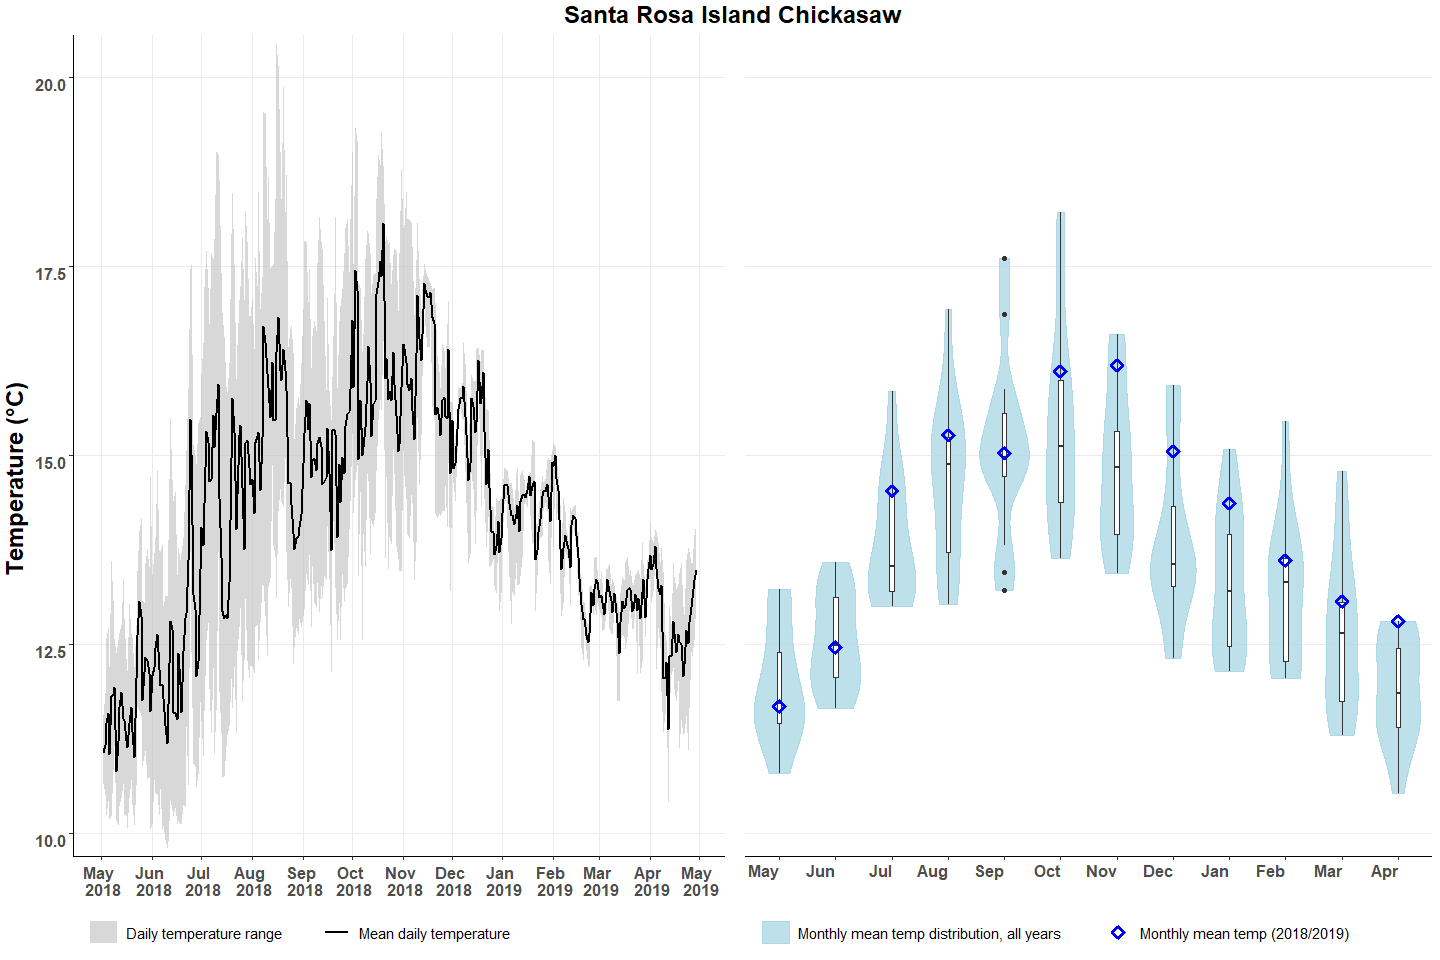 Santa Rosa Island Chickasaw
Temperature (°C)
20.0
17.5
15.0
12.5
10.0
May 2018
Jun 2018
Jul 2018
Aug 2018
Sep 2018
Oct 2018
Nov 2018
Dec 2018
Jan 2019
Feb 2019
Mar 2019
Apr 2019
May 2019
May Jun Jul Aug Sep Oct Nov Dec Jan Feb Mar Apr
Daily temperature range
Mean daily temperature
Monthly mean temp distribution, all years
Monthly mean temp (2018/2019)